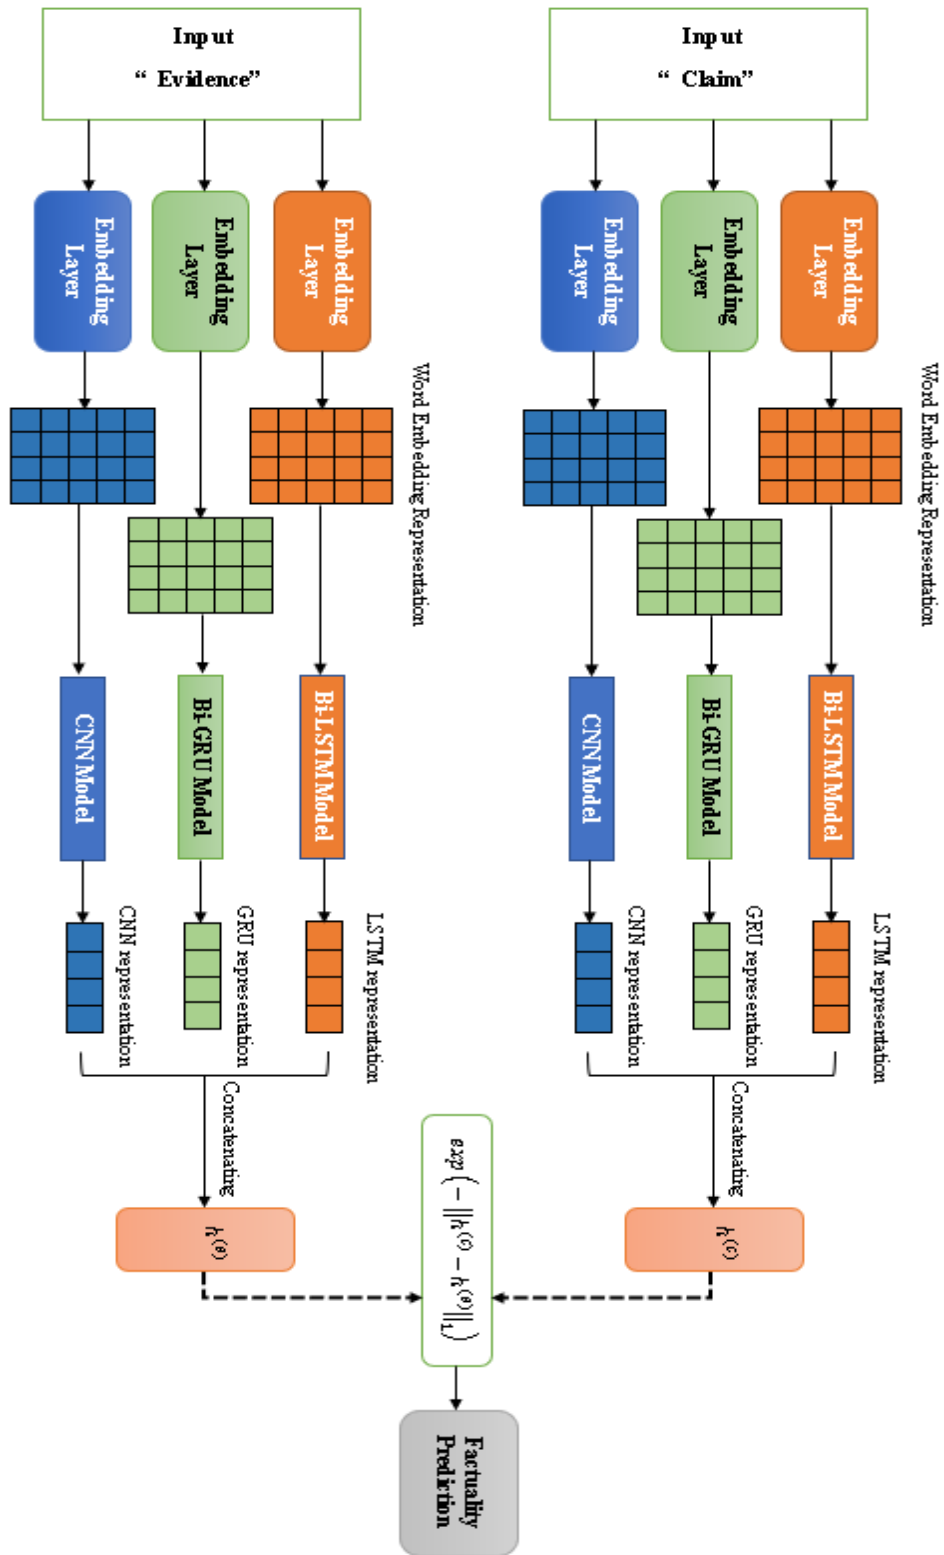 Input
“ Evidence”
Input
“ Claim”
Embedding
Layer
Embedding
Layer
Embedding
Layer
Embedding
Layer
Embedding
Layer
Embedding
Layer
Word Embedding Representation
Word Embedding Representation
CNN Model
Bi-GRU Model
Bi-LSTM Model
CNN Model
Bi-GRU Model
Bi-LSTM Model
CNN representation
GRU representation
LSTM representation
CNN representation
GRU representation
LSTM representation
Concatenating
Concatenating
h^(e)
h^(c)
exp(−||h^(c) − h^(e)||₁)
Factuality
Prediction